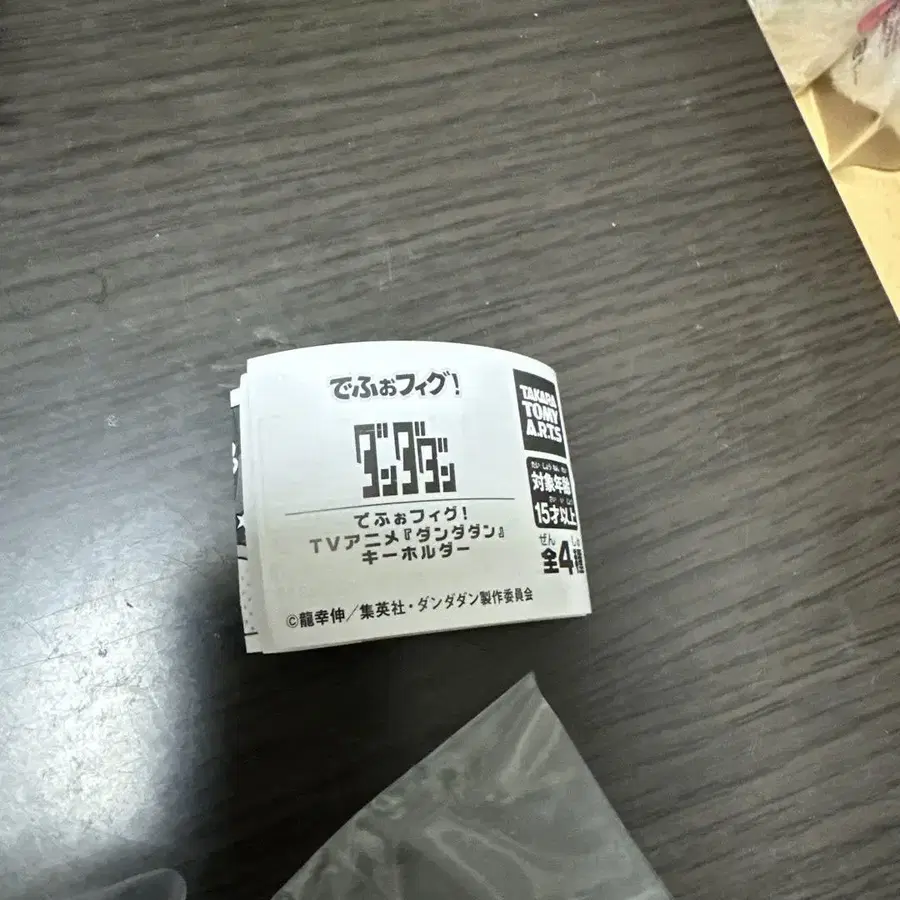 でふぉフィグ!
ダンダダン
でふぉフィグ!
TVアニメ『ダンダダン』
キーホルダー
©龍幸伸/集英社・ダンダダン製作委員会
TAKARA
TOMY
A.R.T.S
たいしょうねんれい
対象年齢
さいいじょう
15才以上
ぜん しゅ
全4種